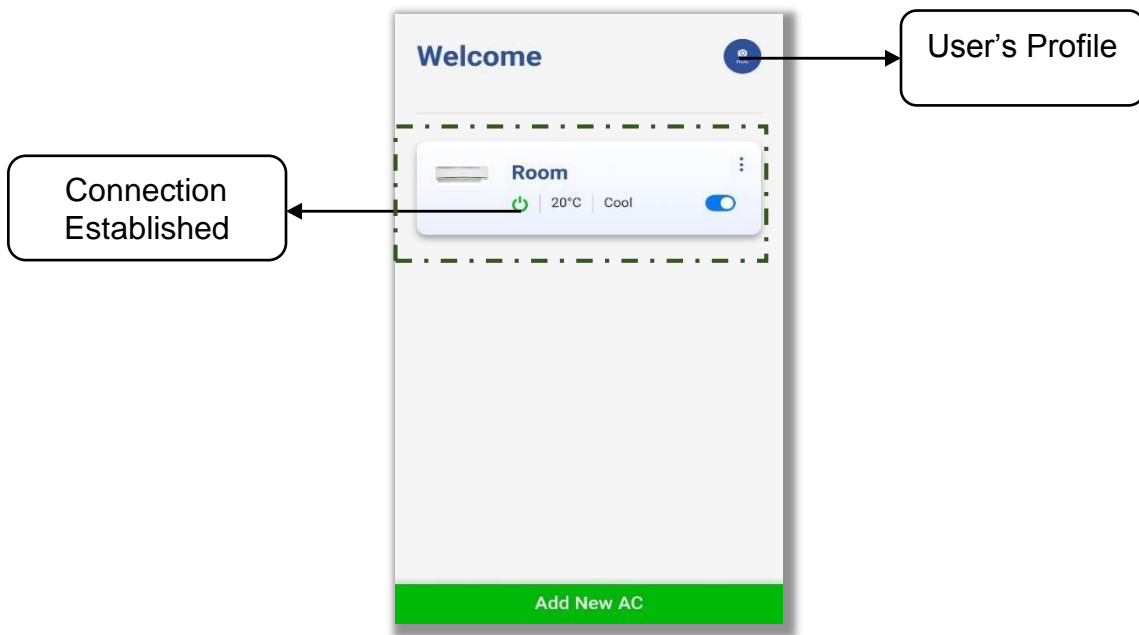 Welcome
User's Profile
Connection
Established
Room
20°C Cool
Add New AC